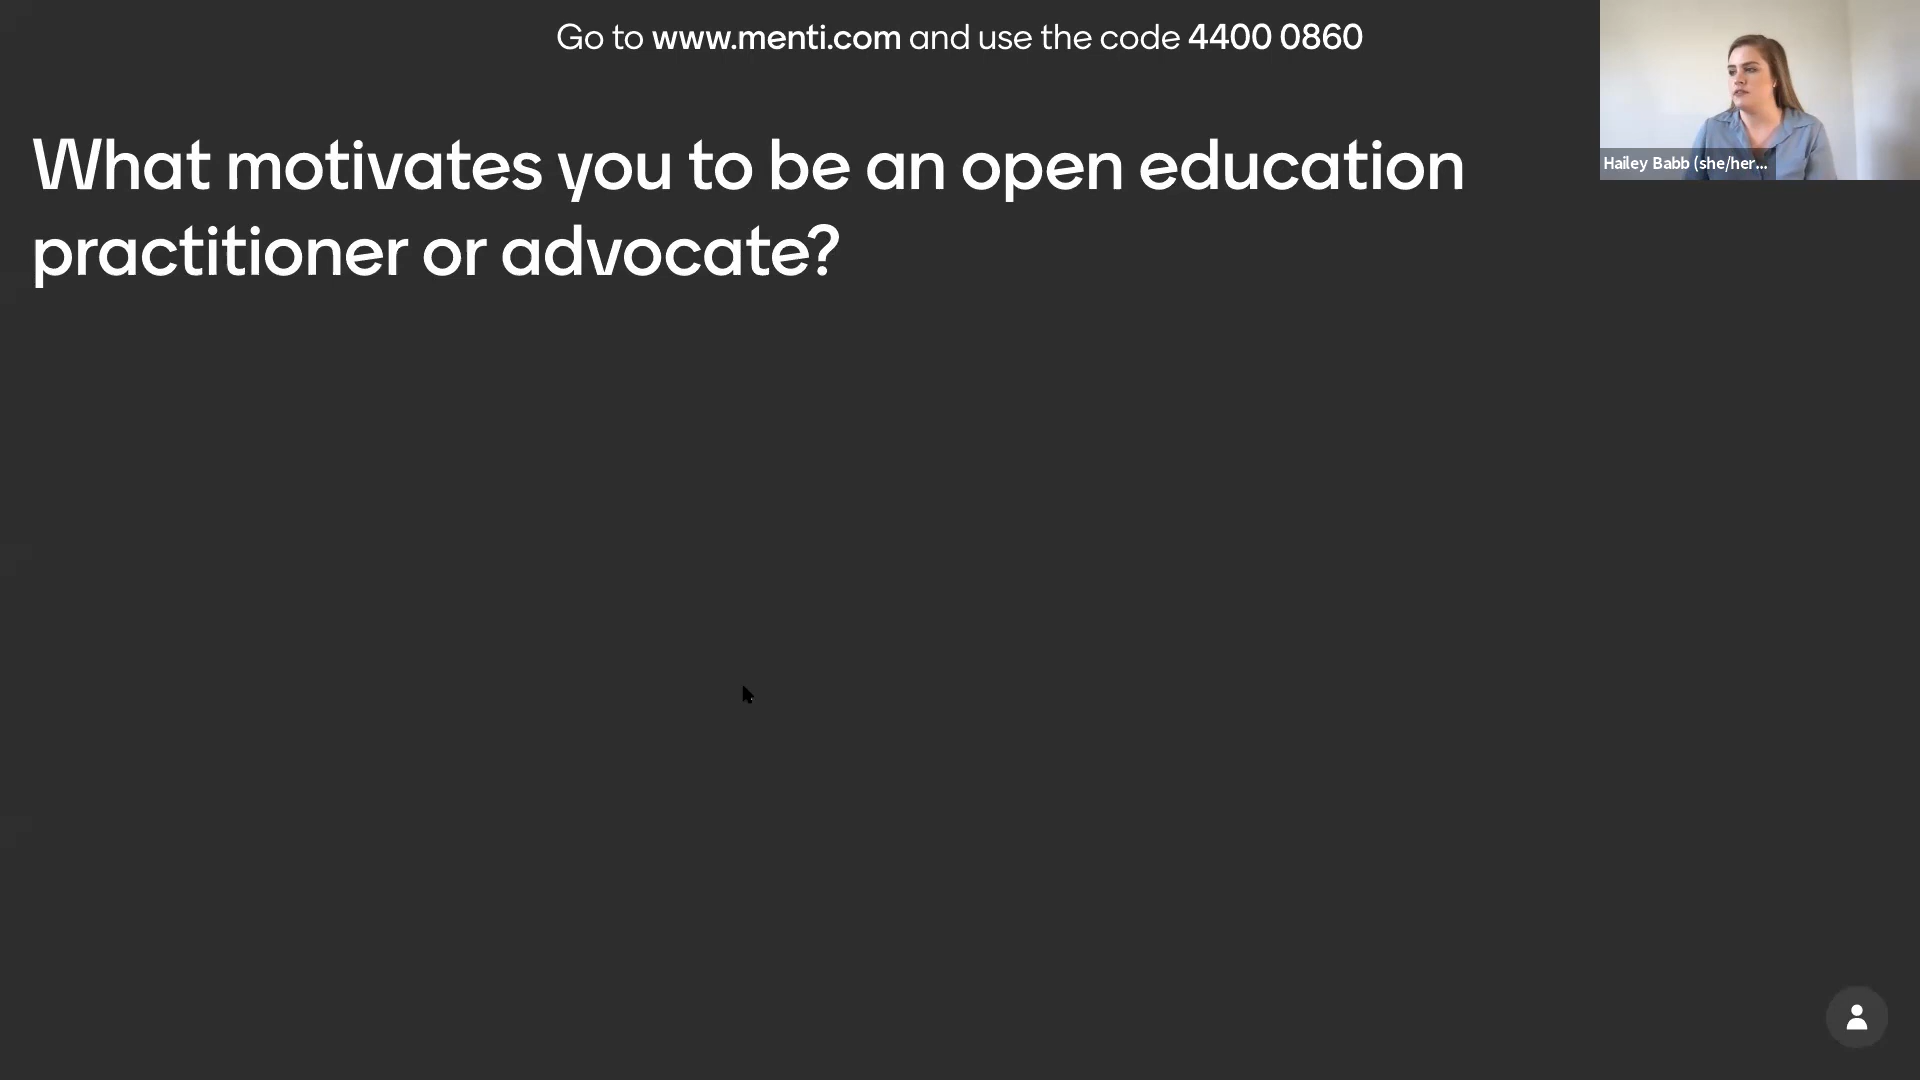 Go to www.menti.com and use the code 4400 0860
What motivates you to be an open education
practitioner or advocate?
Hailey Babb (she/her...